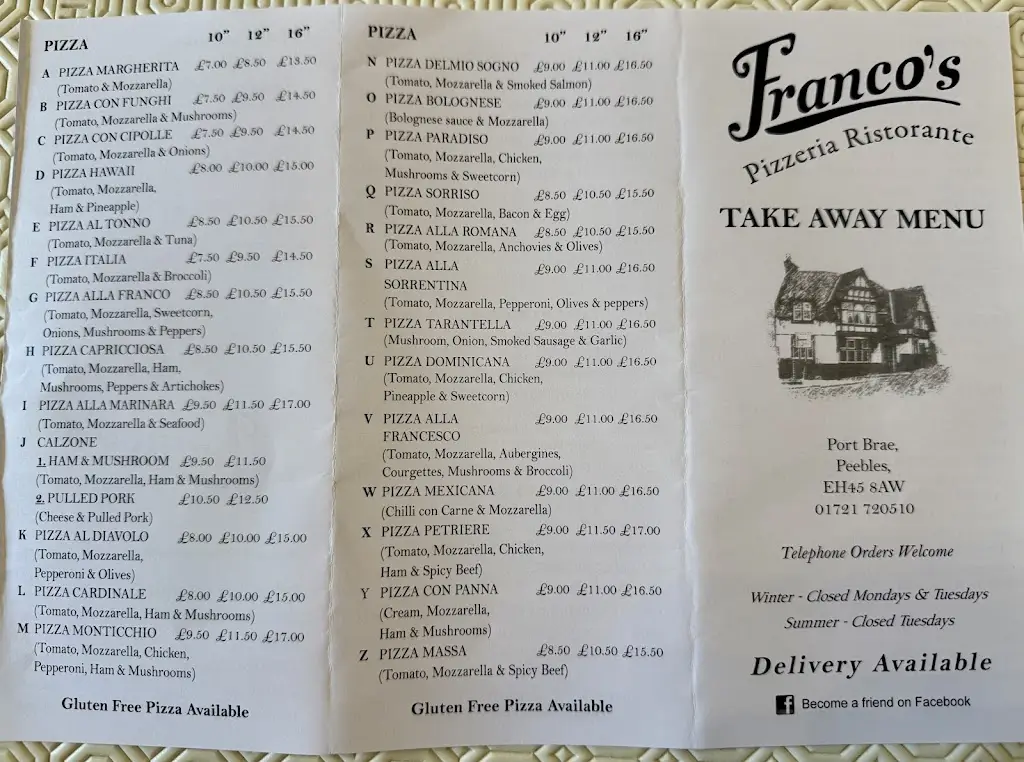 PIZZA 10” 12” 16”
A PIZZA MARGHERITA £7.00 £8.50 £13.50
(Tomato & Mozzarella)
B PIZZA CON FUNGHI £7.50 £9.50 £14.50
(Tomato, Mozzarella & Mushrooms)
C PIZZA CON CIPOLLE £7.50 £9.50 £14.50
(Tomato, Mozzarella & Onions)
D PIZZA HAWAII £8.00 £10.00 £15.00
(Tomato, Mozzarella,
Ham & Pineapple)
E PIZZA AL TONNO £8.50 £10.50 £15.50
(Tomato, Mozzarella & Tuna)
F PIZZA ITALIA £7.50 £9.50 £14.50
(Tomato, Mozzarella & Broccoli)
G PIZZA ALLA FRANCO £8.50 £10.50 £15.50
(Tomato, Mozzarella, Sweetcorn,
Onions, Mushrooms & Peppers)
H PIZZA CAPRICCIOSA £8.50 £10.50 £15.50
(Tomato, Mozzarella, Ham,
Mushrooms, Peppers & Artichokes)
I PIZZA ALLA MARINARA £9.50 £11.50 £17.00
(Tomato, Mozzarella & Seafood)
J CALZONE
1. HAM & MUSHROOM £9.50 £11.50
(Tomato, Mozzarella, Ham & Mushrooms)
2. PULLED PORK £10.50 £12.50
(Cheese & Pulled Pork)
K PIZZA AL DIAVOLO £8.00 £10.00 £15.00
(Tomato, Mozzarella,
Pepperoni & Olives)
L PIZZA CARDINALE £8.00 £10.00 £15.00
(Tomato, Mozzarella, Ham & Mushrooms)
M PIZZA MONTICCHIO £9.50 £11.50 £17.00
(Tomato, Mozzarella, Chicken,
Pepperoni, Ham & Mushrooms)
Gluten Free Pizza Available
PIZZA 10” 12” 16”
N PIZZA DELMIO SOGNO £9.00 £11.00 £16.50
(Tomato, Mozzarella & Smoked Salmon)
O PIZZA BOLOGNESE £9.00 £11.00 £16.50
(Bolognese sauce & Mozzarella)
P PIZZA PARADISO £9.00 £11.00 £16.50
(Tomato, Mozzarella, Chicken,
Mushrooms & Sweetcorn)
Q PIZZA SORRISO £8.50 £10.50 £15.50
(Tomato, Mozzarella, Bacon & Egg)
R PIZZA ALLA ROMANA £8.50 £10.50 £15.50
(Tomato, Mozzarella, Anchovies & Olives)
S PIZZA ALLA £9.00 £11.00 £16.50
SORRENTINA
(Tomato, Mozzarella, Pepperoni, Olives & peppers)
T PIZZA TARANTELLA £9.00 £11.00 £16.50
(Mushroom, Onion, Smoked Sausage & Garlic)
U PIZZA DOMINICANA £9.00 £11.00 £16.50
(Tomato, Mozzarella, Chicken,
Pineapple & Sweetcorn)
V PIZZA ALLA £9.00 £11.00 £16.50
FRANCESCO
(Tomato, Mozzarella, Aubergines,
Courgettes, Mushrooms & Broccoli)
W PIZZA MEXICANA £9.00 £11.00 £16.50
(Chilli con Carne & Mozzarella)
X PIZZA PETRIERE £9.00 £11.50 £17.00
(Tomato, Mozzarella, Chicken,
Ham & Spicy Beef)
Y PIZZA CON PANNA £9.00 £11.00 £16.50
(Cream, Mozzarella,
Ham & Mushrooms)
Z PIZZA MASSA £8.50 £10.50 £15.50
(Tomato, Mozzarella & Spicy Beef)
Gluten Free Pizza Available
Franco's
Pizzeria Ristorante
TAKE AWAY MENU
Port Brae,
Peebles,
EH45 8AW
01721 720510
Telephone Orders Welcome
Winter - Closed Mondays & Tuesdays
Summer - Closed Tuesdays
Delivery Available
f Become a friend on Facebook